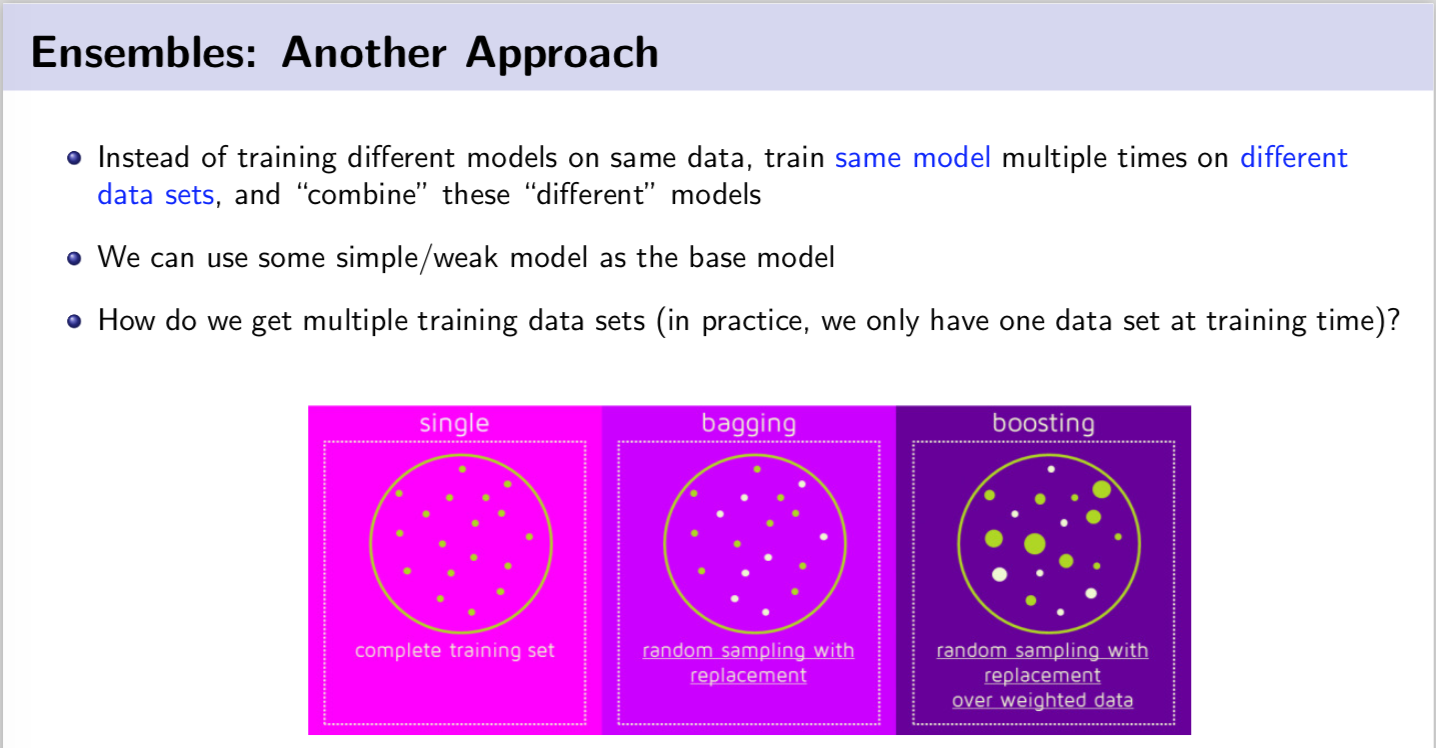 Ensembles: Another Approach
Instead of training different models on same data, train same model multiple times on different
data sets, and “combine” these “different” models
We can use some simple/weak model as the base model
How do we get multiple training data sets (in practice, we only have one data set at training time)?
single
complete training set
bagging
random sampling with
replacement
boosting
random sampling with
replacement
over weighted data